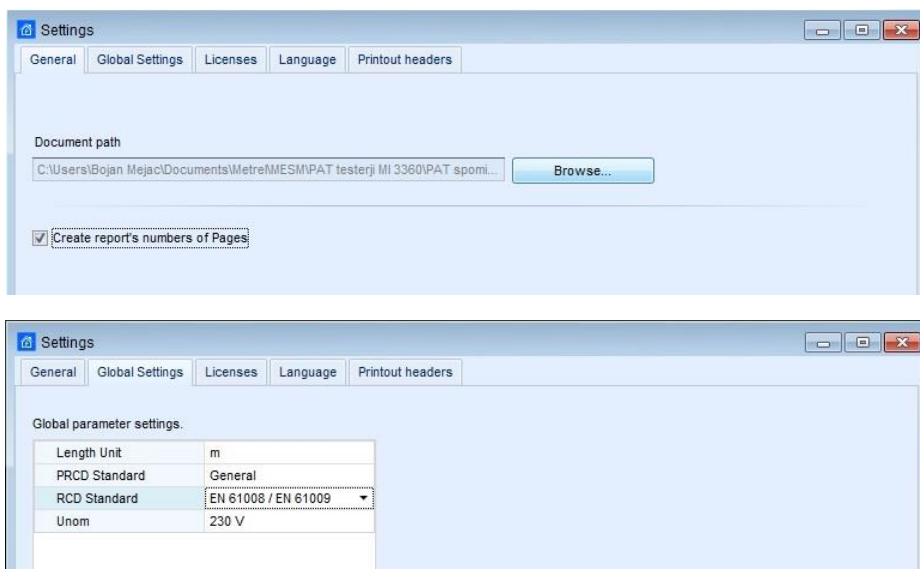 Settings
General Global Settings Licenses Language Printout headers
Document path
C:\Users\Bojan Mejac\Documents\Metrel\MESM\PAT testerji MI 3360\PAT spomi... Browse...
Create report's numbers of Pages
Settings
General Global Settings Licenses Language Printout headers
Global parameter settings.
Length Unit m
PRCD Standard General
RCD Standard EN 61008 / EN 61009
Unom 230 V